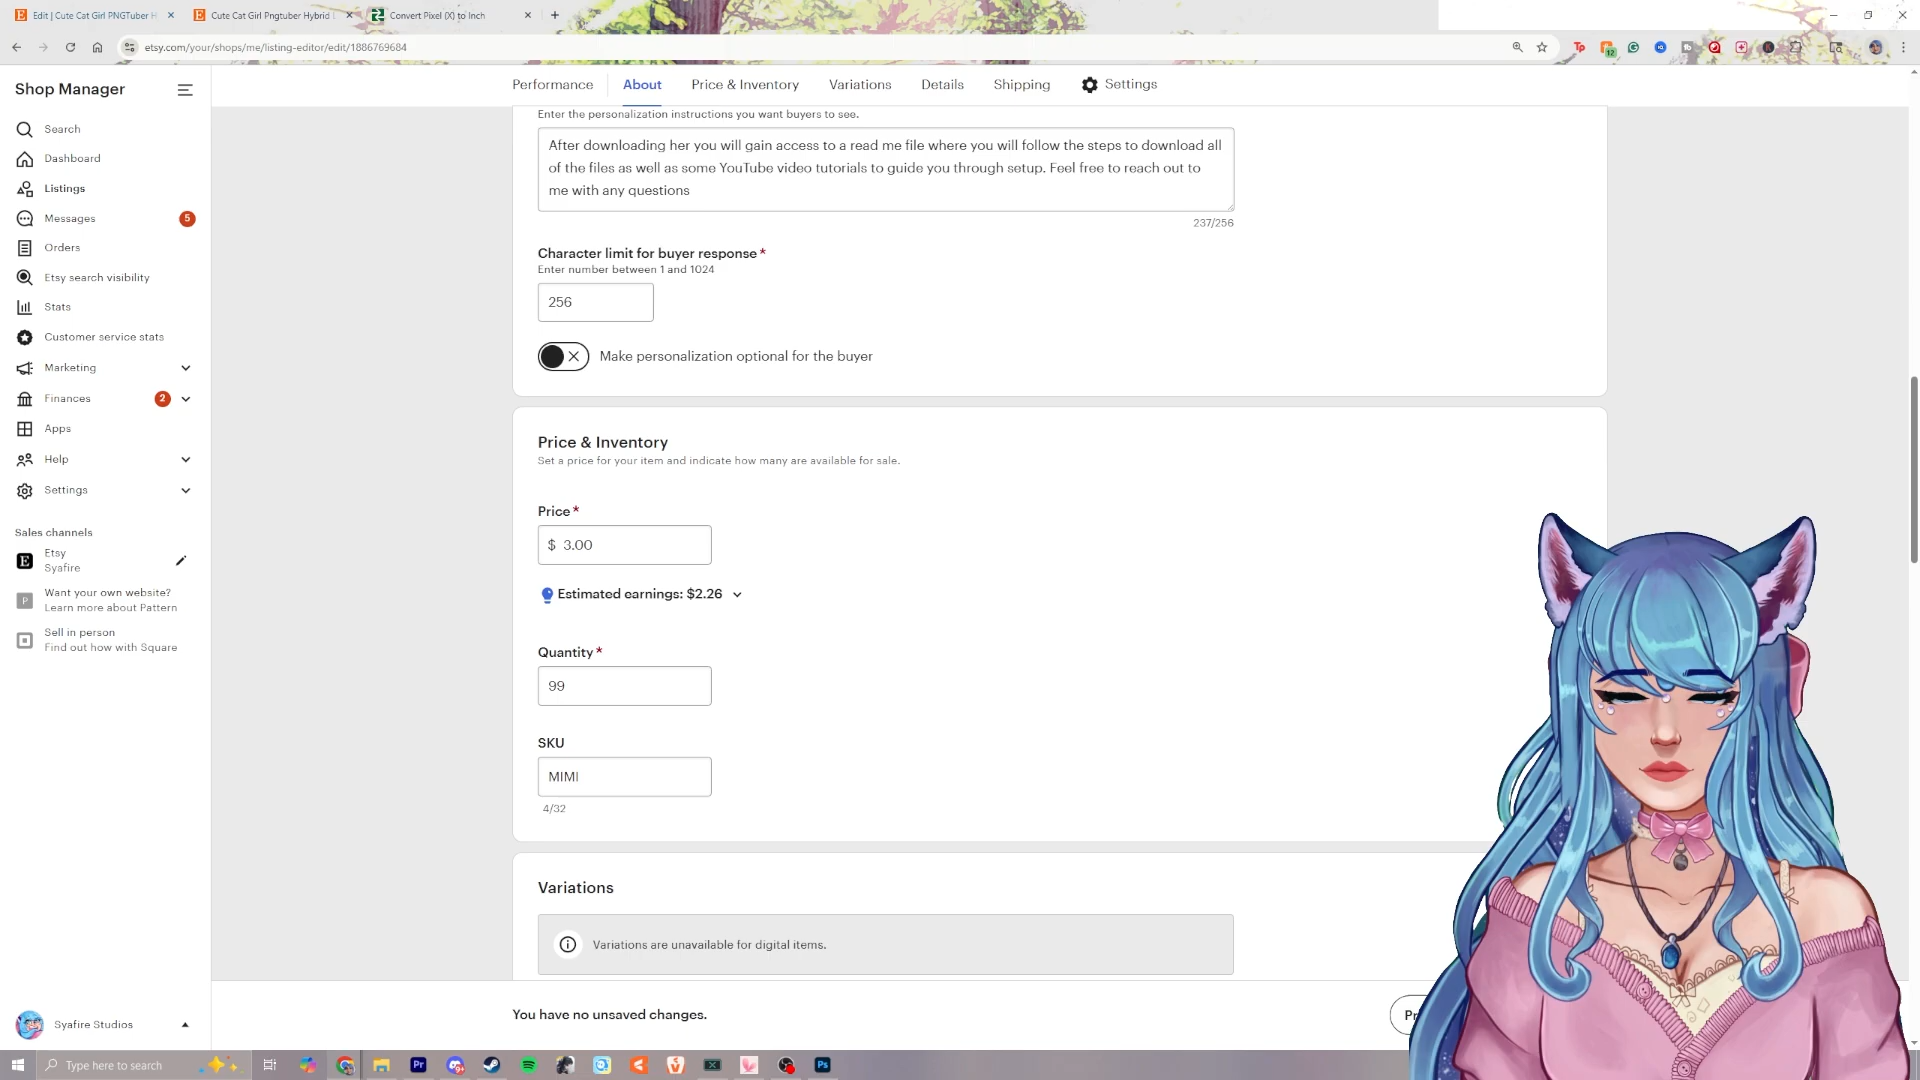 Edit | Cute Cat Girl PNGTuber H
Cute Cat Girl Pngtuber Hybrid
Convert Pixel (X) to Inch
etsy.com/your/shops/me/listing-editor/edit/1886769684
12
Shop Manager
Search
Dashboard
Listings
Messages 5
Orders
Etsy search visibility
Stats
Customer service stats
Marketing
Finances 2
Apps
Help
Settings
Sales channels
E Etsy
Syafire
P Want your own website?
Learn more about Pattern
Sell in person
Find out how with Square
Syafire Studios
Performance
About
Price & Inventory
Variations
Details
Shipping
Settings
Enter the personalization instructions you want buyers to see.
After downloading her you will gain access to a read me file where you will follow the steps to download all
of the files as well as some YouTube video tutorials to guide you through setup. Feel free to reach out to
me with any questions
237/256
Character limit for buyer response *
Enter number between 1 and 1024
256
Make personalization optional for the buyer
Price & Inventory
Set a price for your item and indicate how many are available for sale.
Price *
$ 3.00
Estimated earnings: $2.26
Quantity *
99
SKU
MIMI
4/32
Variations
Variations are unavailable for digital items.
You have no unsaved changes.
Type here to search
Pr
Ps